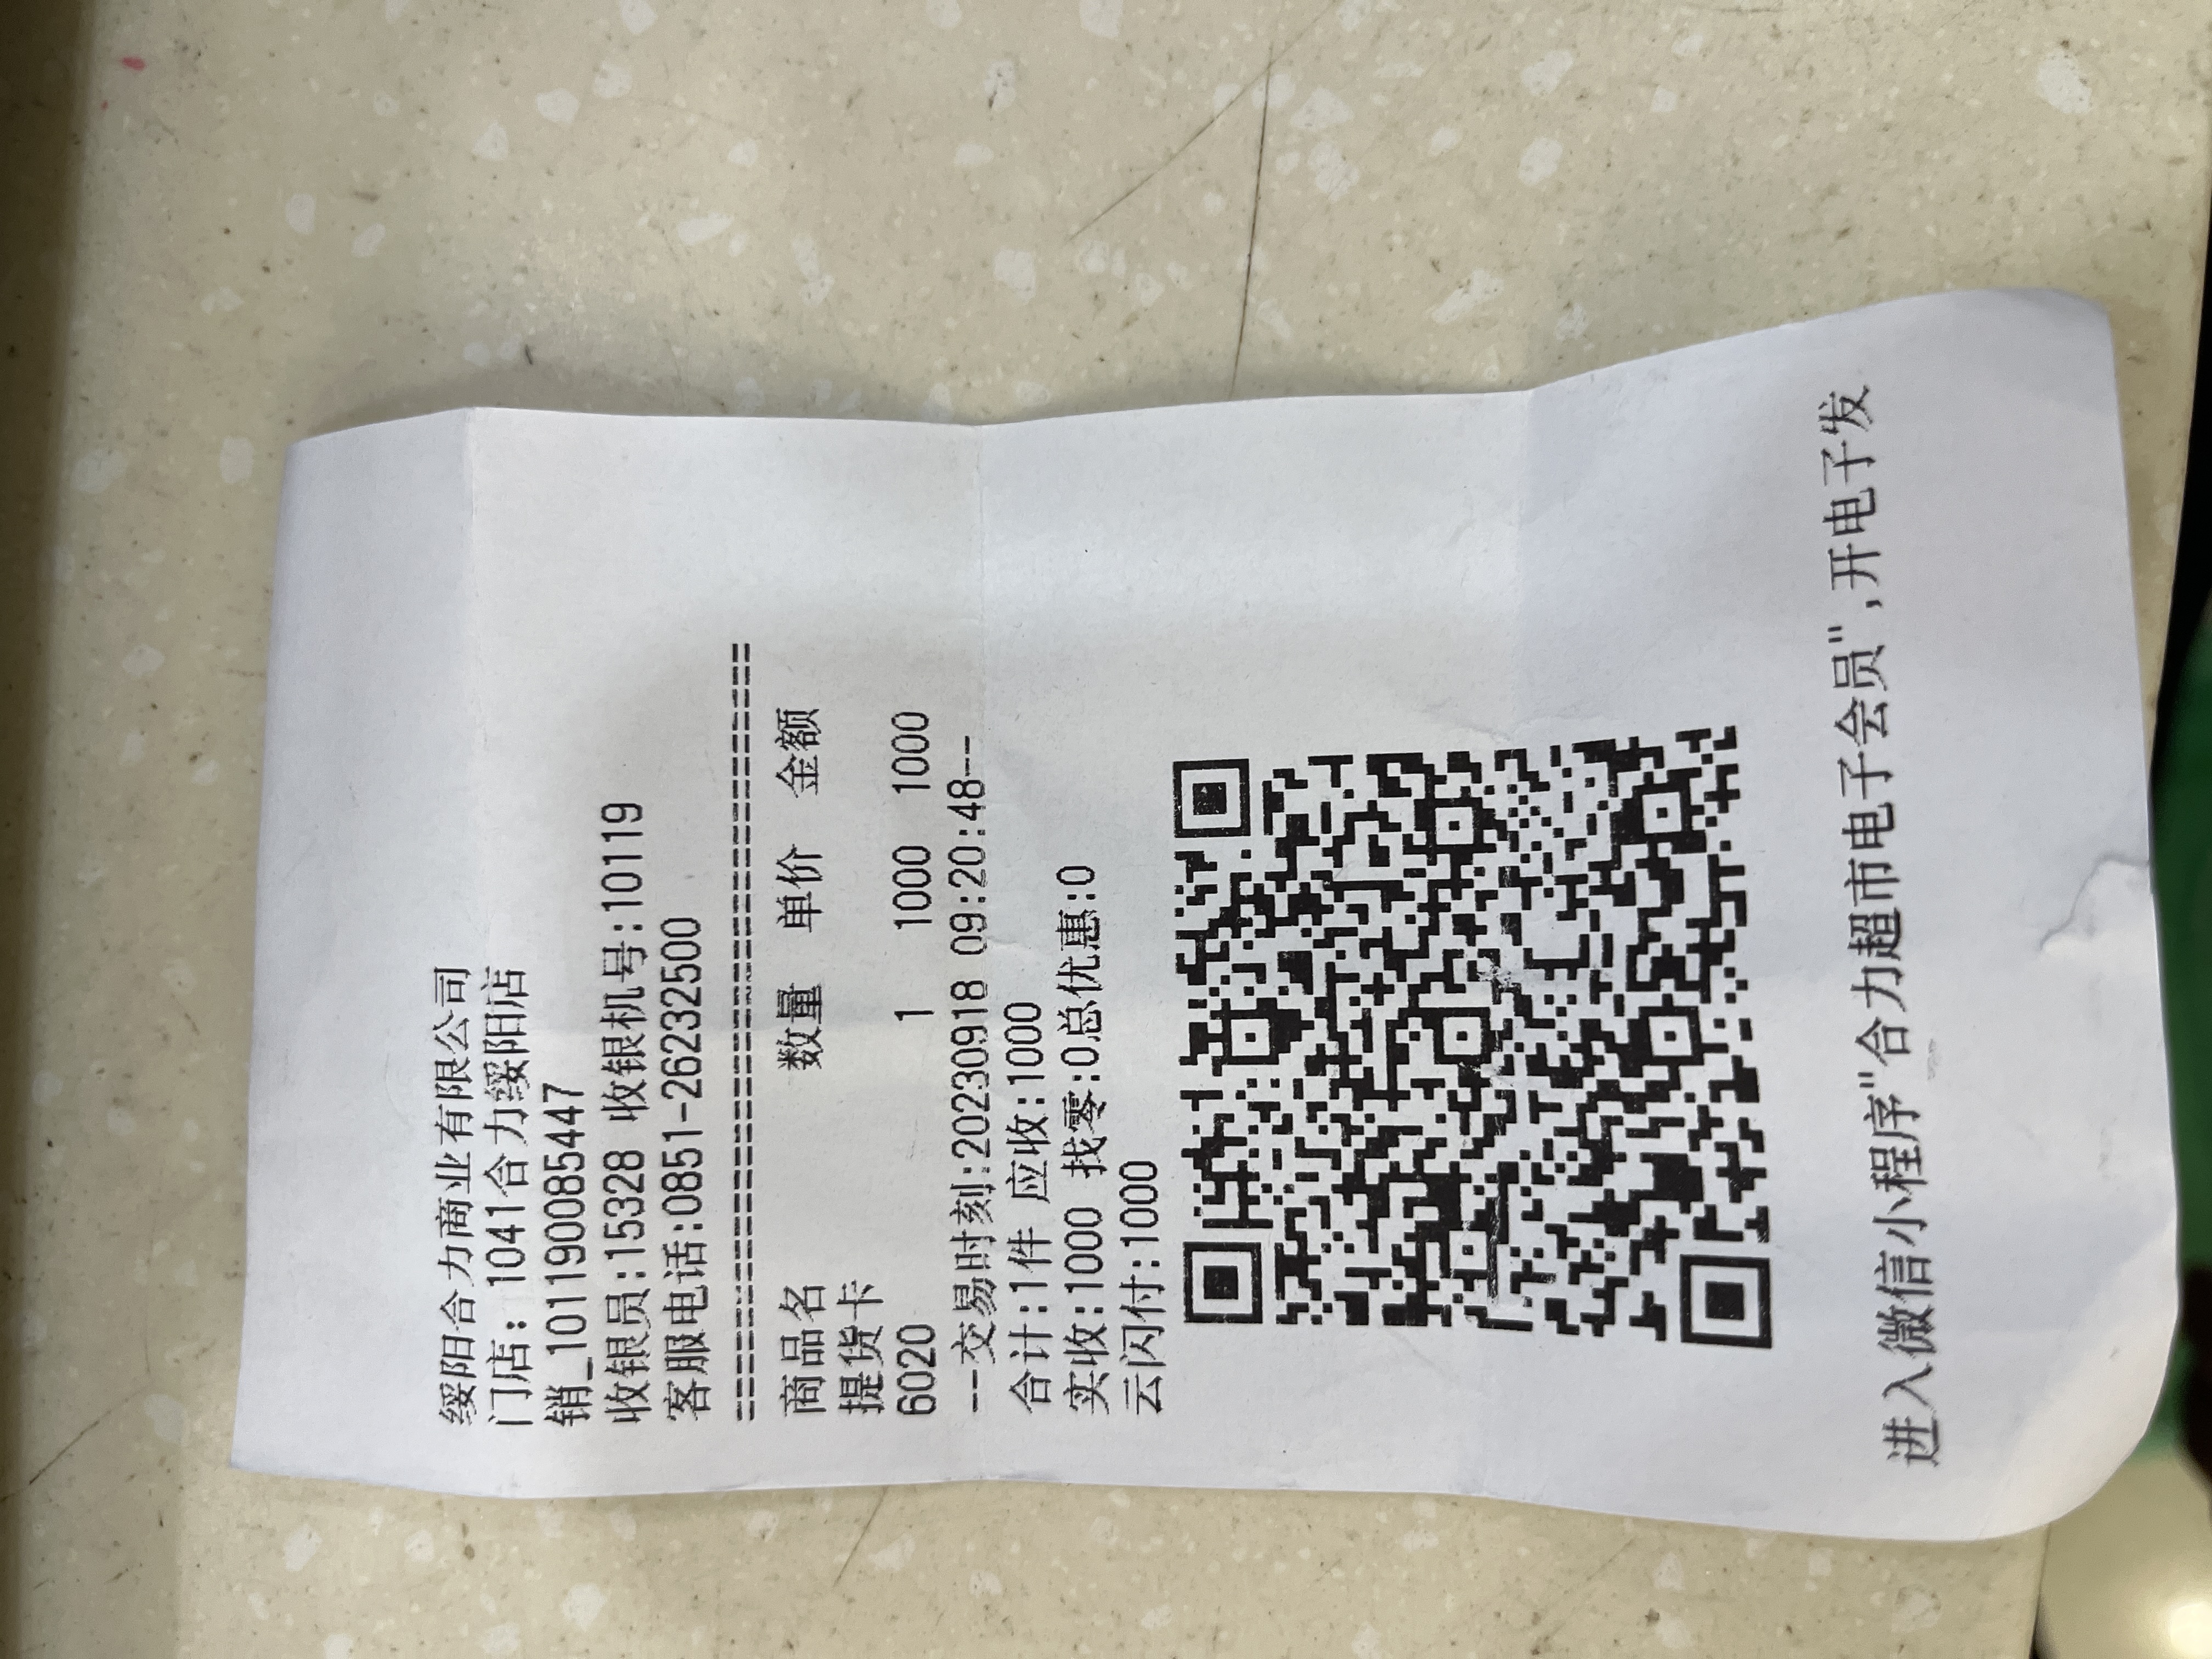 绥阳合力商业有限公司
门店: 1041合力绥阳店
销_101190085447
收银员:15328 收银机号:10119
客服电话:0851-26232500
========================================
商品名 数量 单价 金额
提货卡
6020 1 1000 1000
--交易时刻:20230918 09:20:48---
合计:1件 应收:1000
实收:1000 找零:0总优惠:0
云闪付:1000
进入微信小程序"合力超市电子会员",开电子发